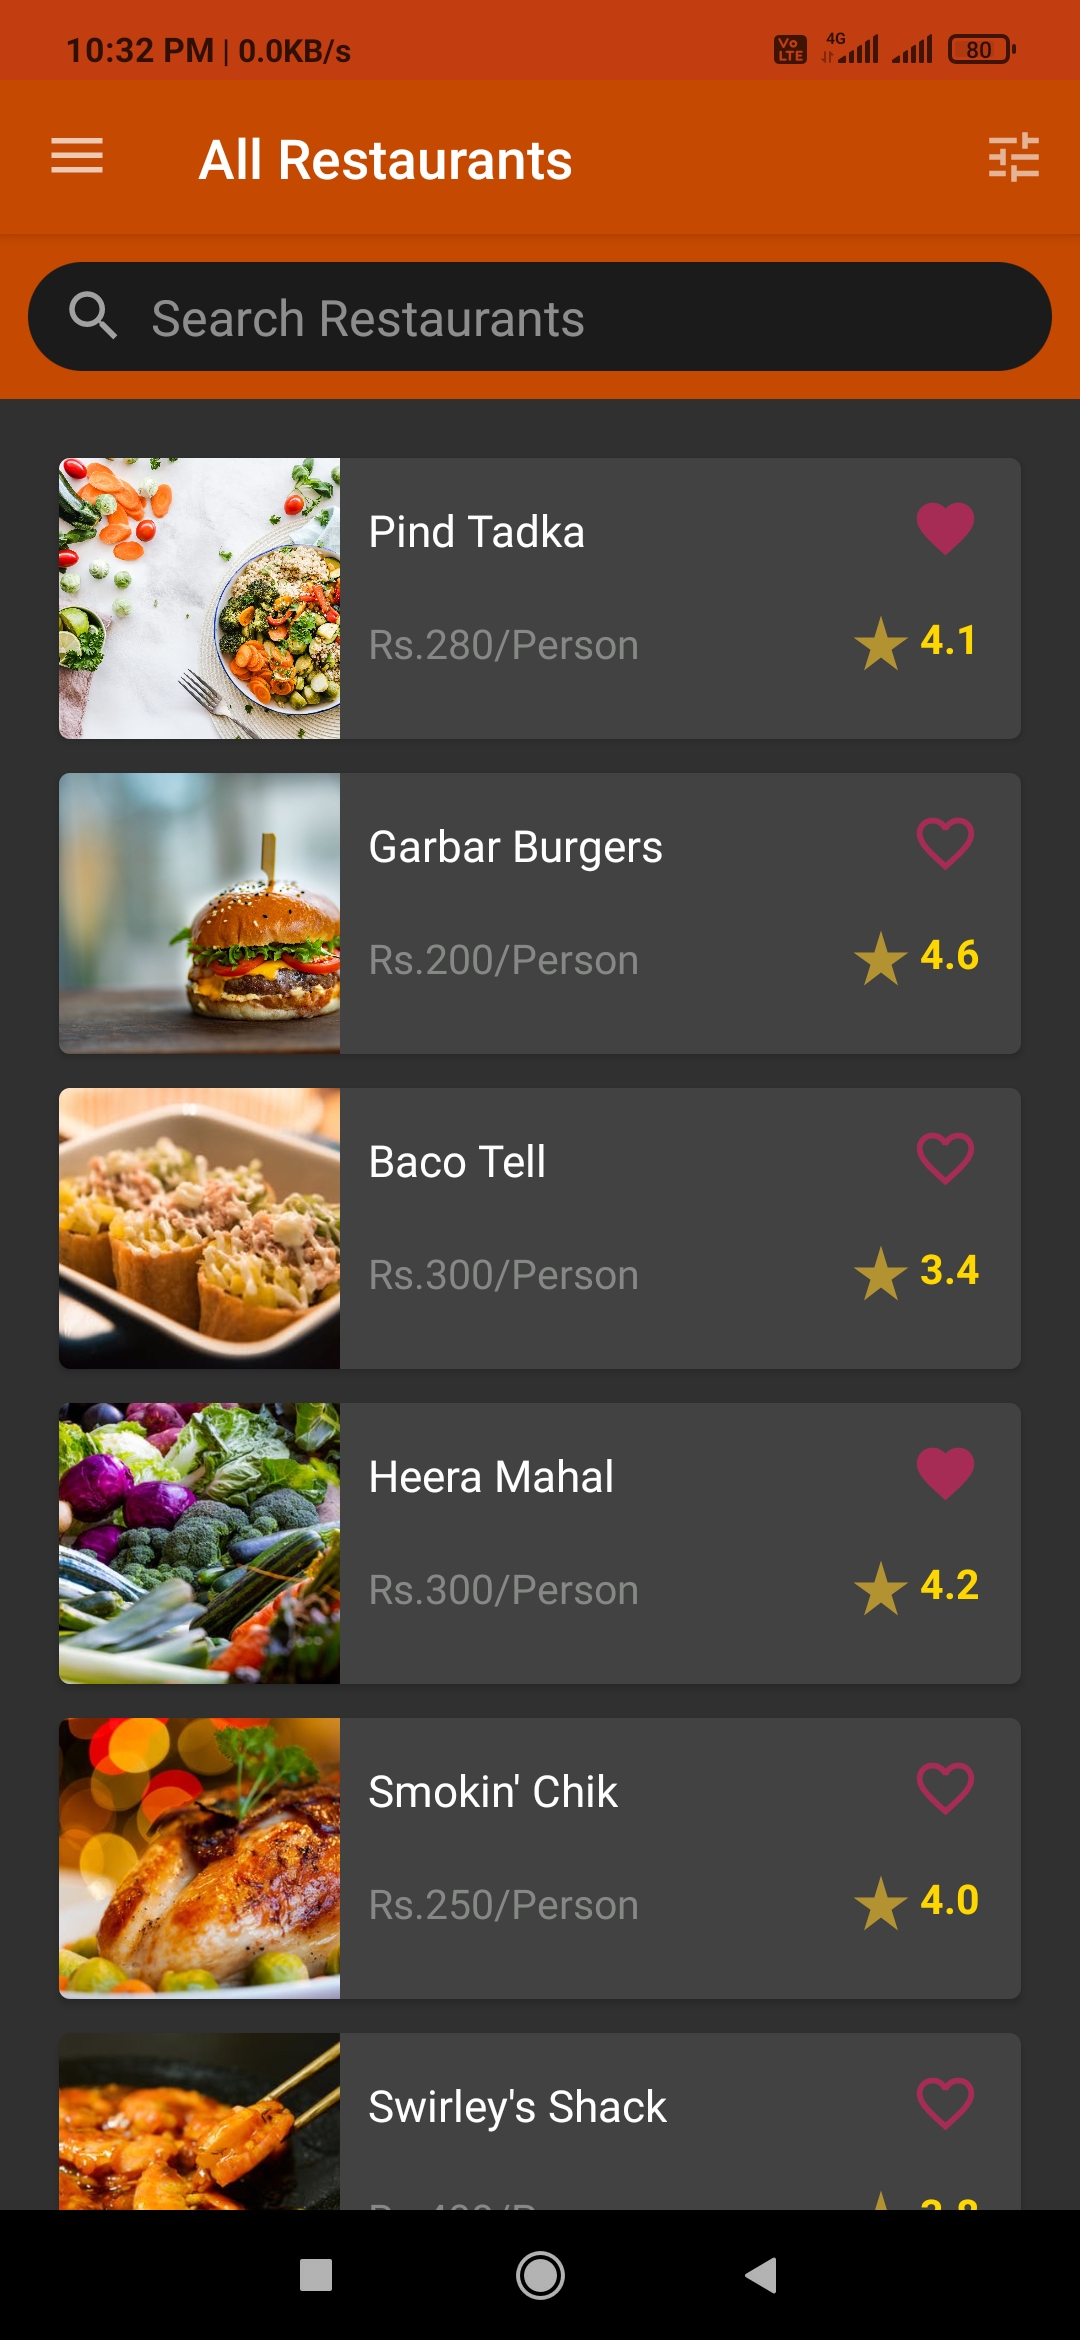 10:32 PM | 0.0KB/s
Vo LTE 4G 80
All Restaurants
Search Restaurants
Pind Tadka
Rs.280/Person
4.1
Garbar Burgers
Rs.200/Person
4.6
Baco Tell
Rs.300/Person
3.4
Heera Mahal
Rs.300/Person
4.2
Smokin' Chik
Rs.250/Person
4.0
Swirley's Shack